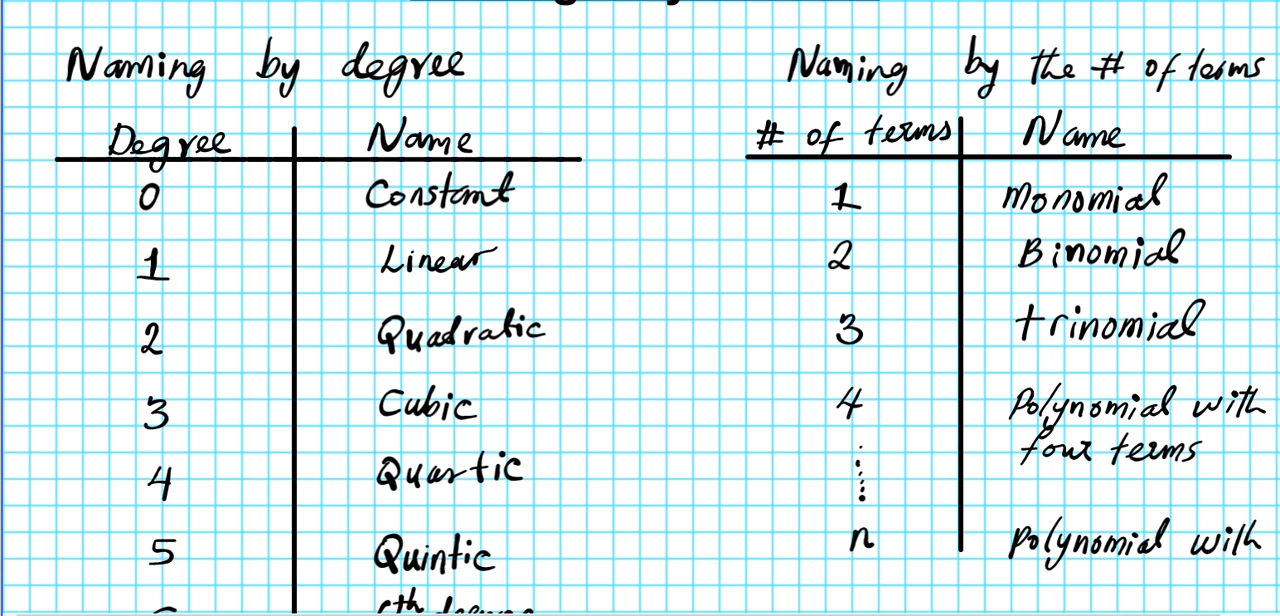 Naming by degree
Degree Name
0 Constant
1 Linear
2 Quadratic
3 Cubic
4 Quartic
5 Quintic
Naming by the # of terms
# of terms Name
1 Monomial
2 Binomial
3 trinomial
4 Polynomial with
four terms
n Polynomial with